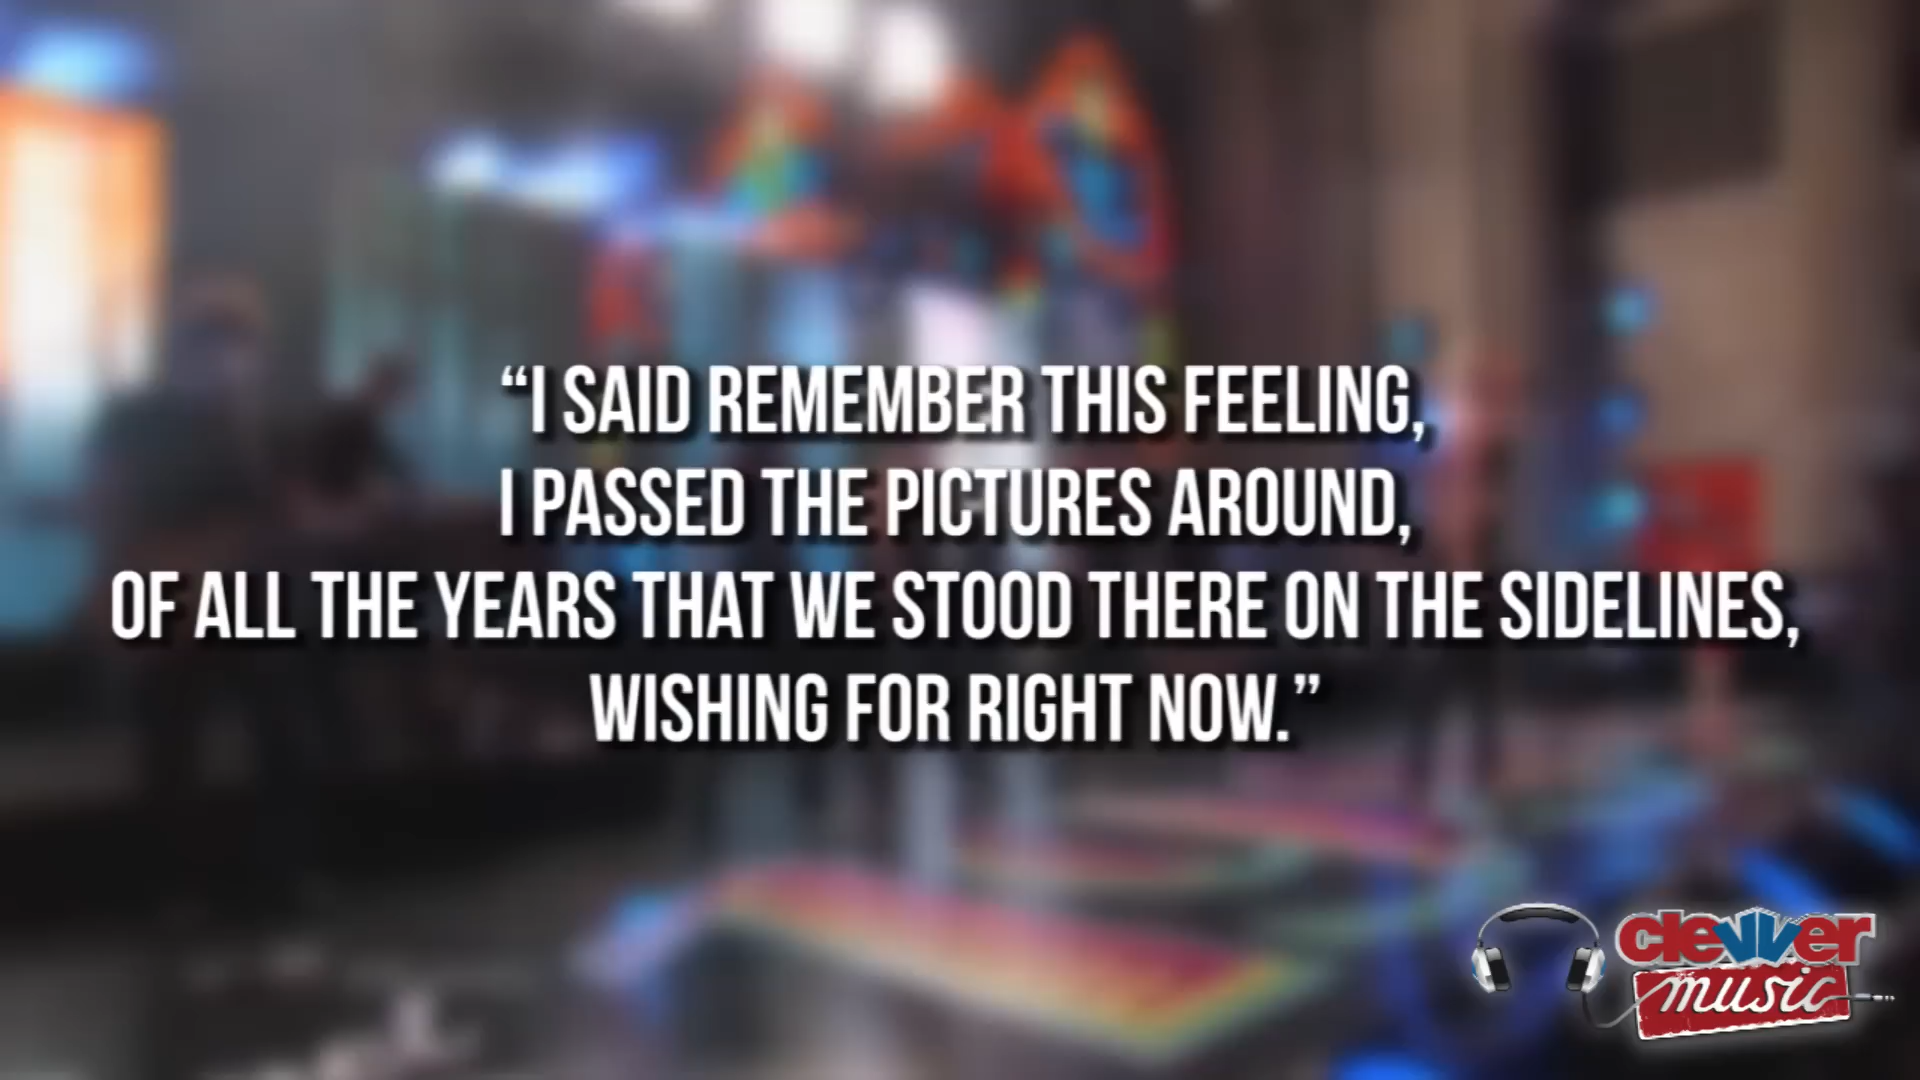 “I SAID REMEMBER THIS FEELING,
I PASSED THE PICTURES AROUND,
OF ALL THE YEARS THAT WE STOOD THERE ON THE SIDELINES,
WISHING FOR RIGHT NOW.”
clevver
music